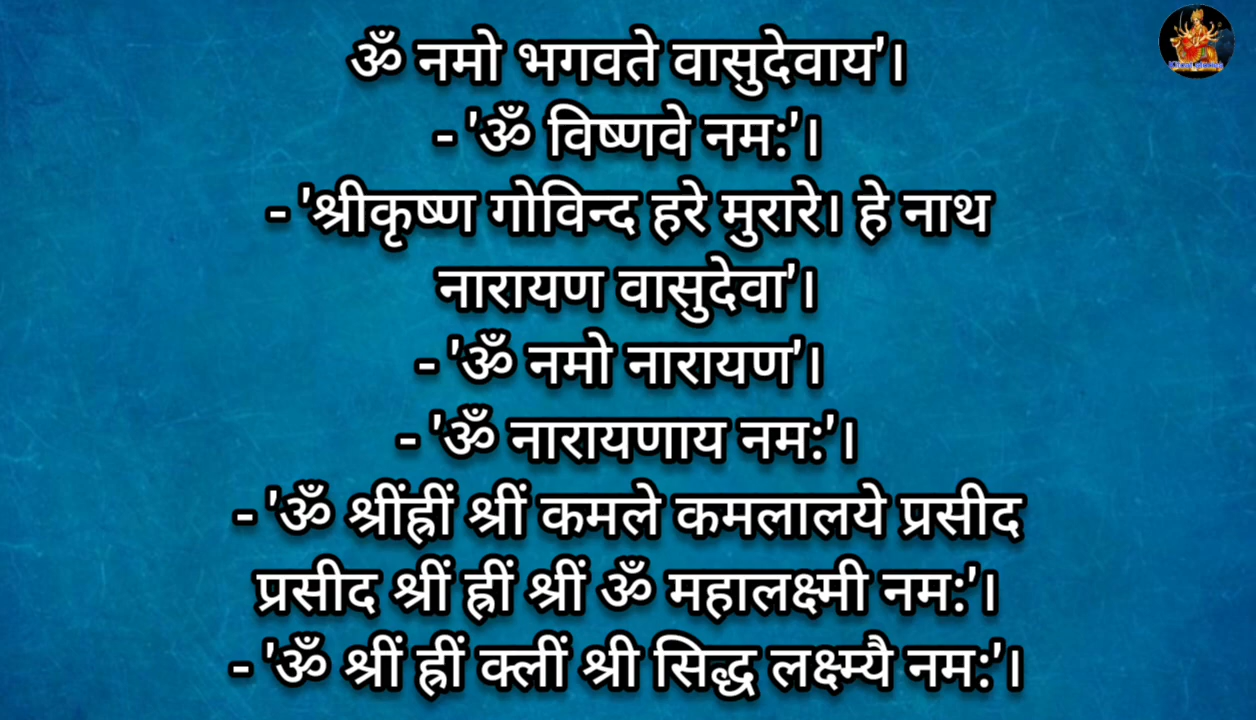 ॐ नमो भगवते वासुदेवाय'।
- 'ॐ विष्णवे नम:'।
- 'श्रीकृष्ण गोविन्द हरे मुरारे। हे नाथ
नारायण वासुदेवा'।
- 'ॐ नमो नारायण'।
- 'ॐ नारायणाय नम:'।
- 'ॐ श्रींह्रीं श्रीं कमले कमलालये प्रसीद
प्रसीद श्रीं ह्रीं श्रीं ॐ महालक्ष्मी नम:'।
- 'ॐ श्रीं ह्रीं क्लीं श्री सिद्ध लक्ष्म्यै नम:'।